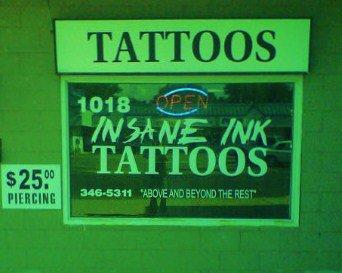 TATTOOS
1018 OPEN
INSANE INK
TATTOOS
346-5311 "ABOVE AND BEYOND THE REST"
$25.00
PIERCING